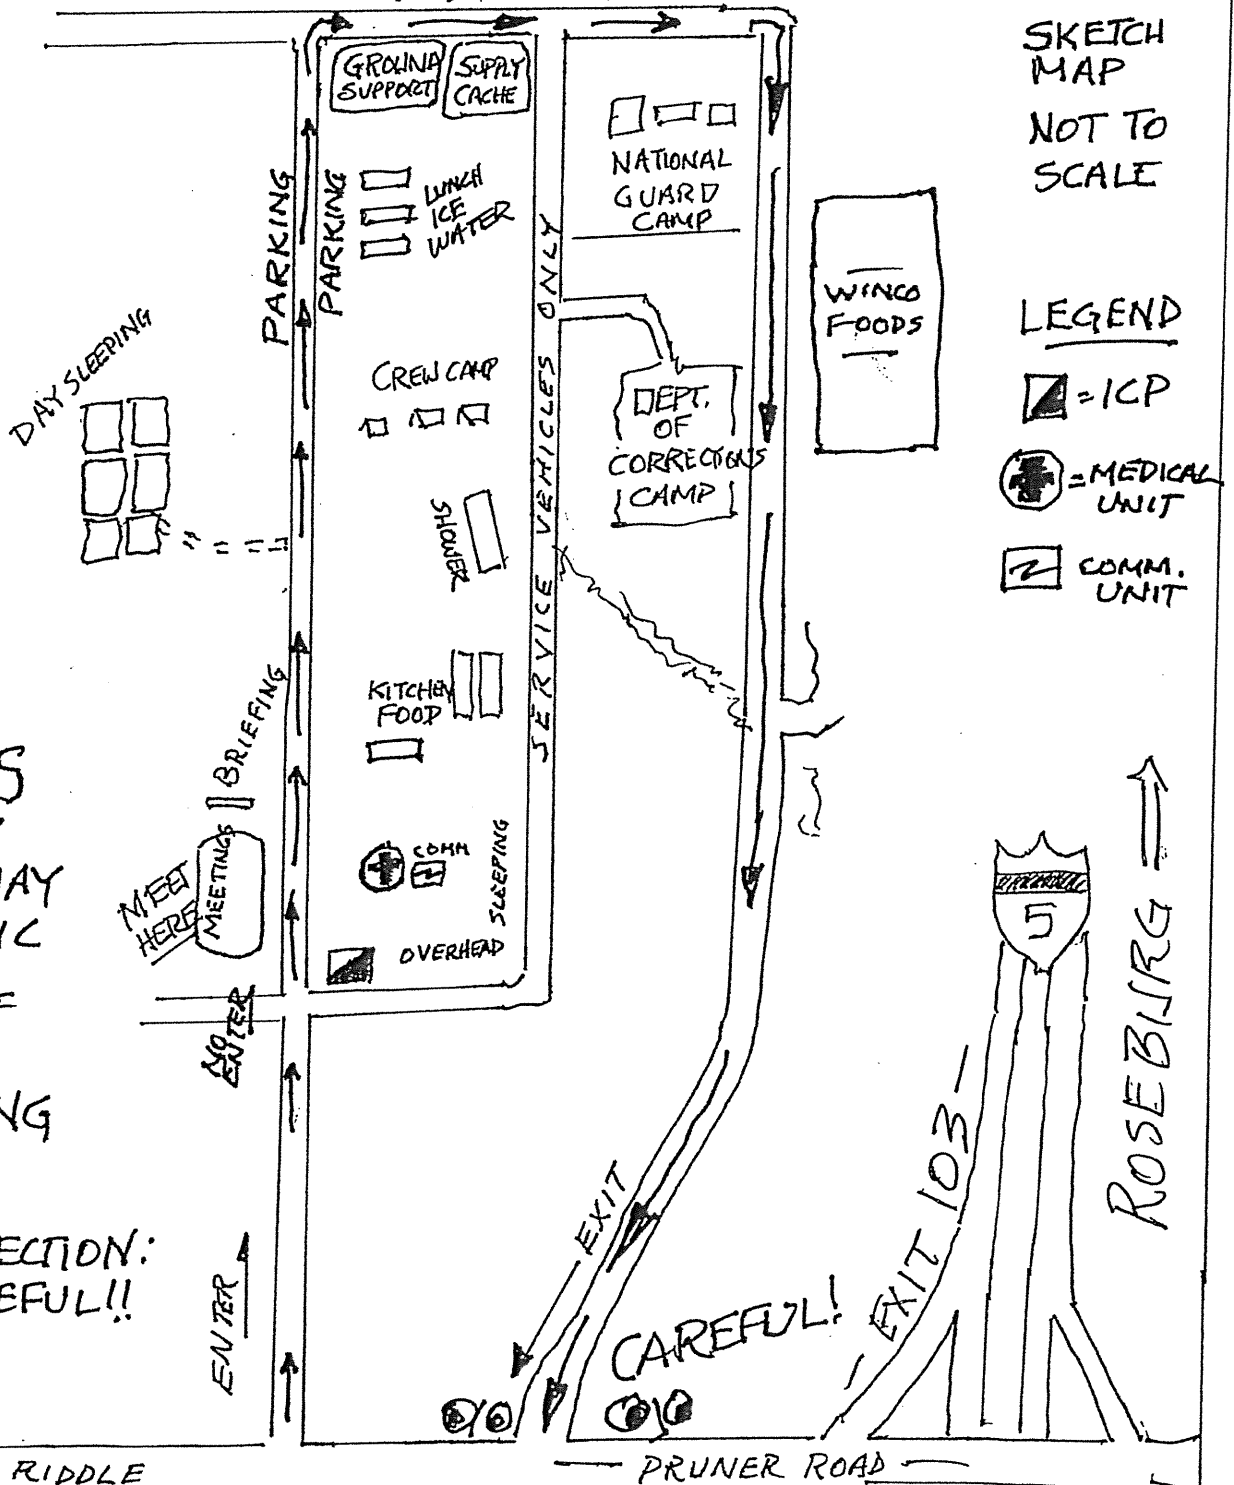 SKETCH
MAP
NOT TO
SCALE
GROUND
SUPPORT
SUPPLY
CACHE
NATIONAL
GUARD
CAMP
PARKING
PARKING
LUNCH
ICE
WATER
SERVICE VEHICLES ONLY
WINCO
FOODS
LEGEND
= ICP
= MEDICAL
UNIT
COMM.
UNIT
DAY SLEEPING
CREW CAMP
DEPT.
OF
CORRECTIONS
CAMP
SHOWER
KITCHEN
FOOD
BRIEFING
MEETINGS
MEET
HERE
COMM
SLEEPING
OVERHEAD
NO
ENTER
S
AY
IC
NG
ECTION:
EFUL!!
ENTER
EXIT
CAREFUL!
EXIT 103
5
ROSEBURG
RIDDLE
PRUNER ROAD